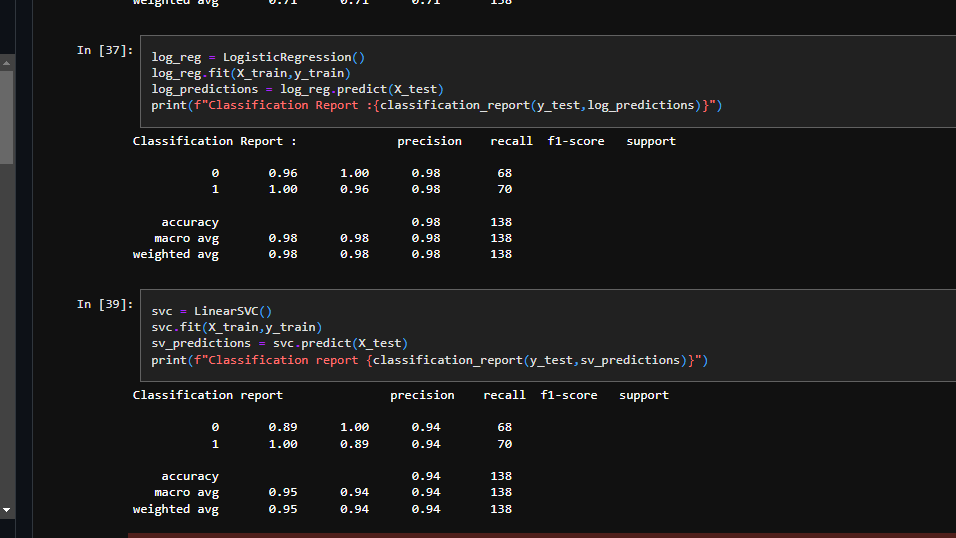 weighted avg 0.71 0.71 0.71 138
In [37]:
log_reg = LogisticRegression()
log_reg.fit(X_train,y_train)
log_predictions = log_reg.predict(X_test)
print(f"Classification Report :{classification_report(y_test,log_predictions)}")
Classification Report : precision recall f1-score support
0 0.96 1.00 0.98 68
1 1.00 0.96 0.98 70
accuracy 0.98 138
macro avg 0.98 0.98 0.98 138
weighted avg 0.98 0.98 0.98 138
In [39]:
svc = LinearSVC()
svc.fit(X_train,y_train)
sv_predictions = svc.predict(X_test)
print(f"Classification report {classification_report(y_test,sv_predictions)}")
Classification report precision recall f1-score support
0 0.89 1.00 0.94 68
1 1.00 0.89 0.94 70
accuracy 0.94 138
macro avg 0.95 0.94 0.94 138
weighted avg 0.95 0.94 0.94 138